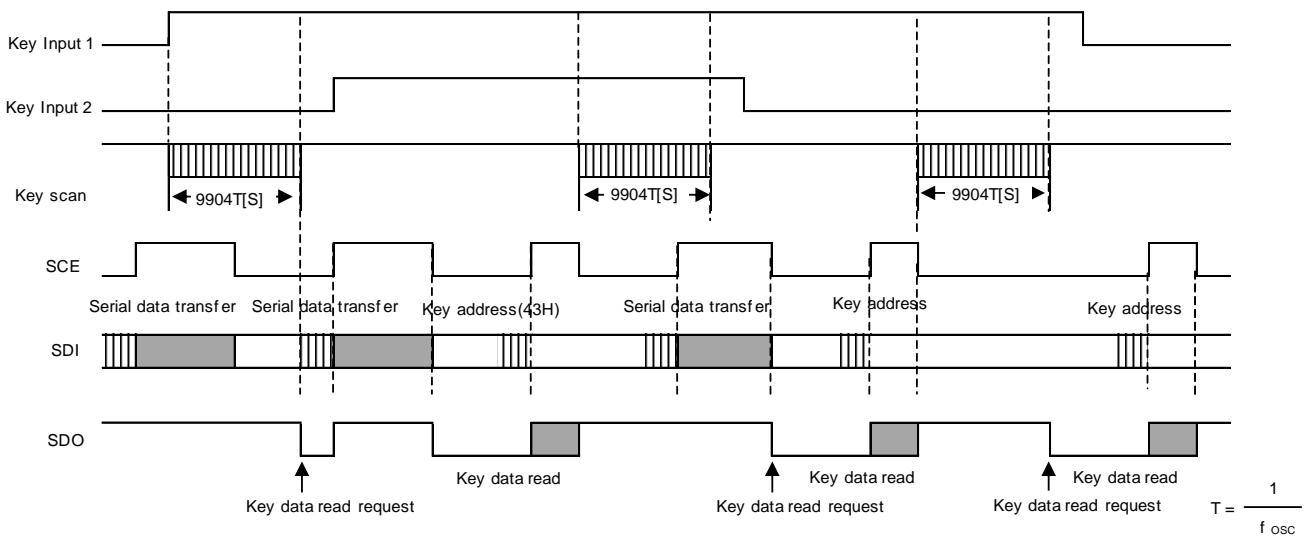 Key Input 1
Key Input 2
Key scan
9904T[S] 9904T[S] 9904T[S]
SCE
Serial data transfer Serial data transfer Key address(43H) Serial data transfer Key address Key address
SDI
SDO
Key data read Key data read Key data read
Key data read request Key data read request Key data read request
T = 1
f OSC